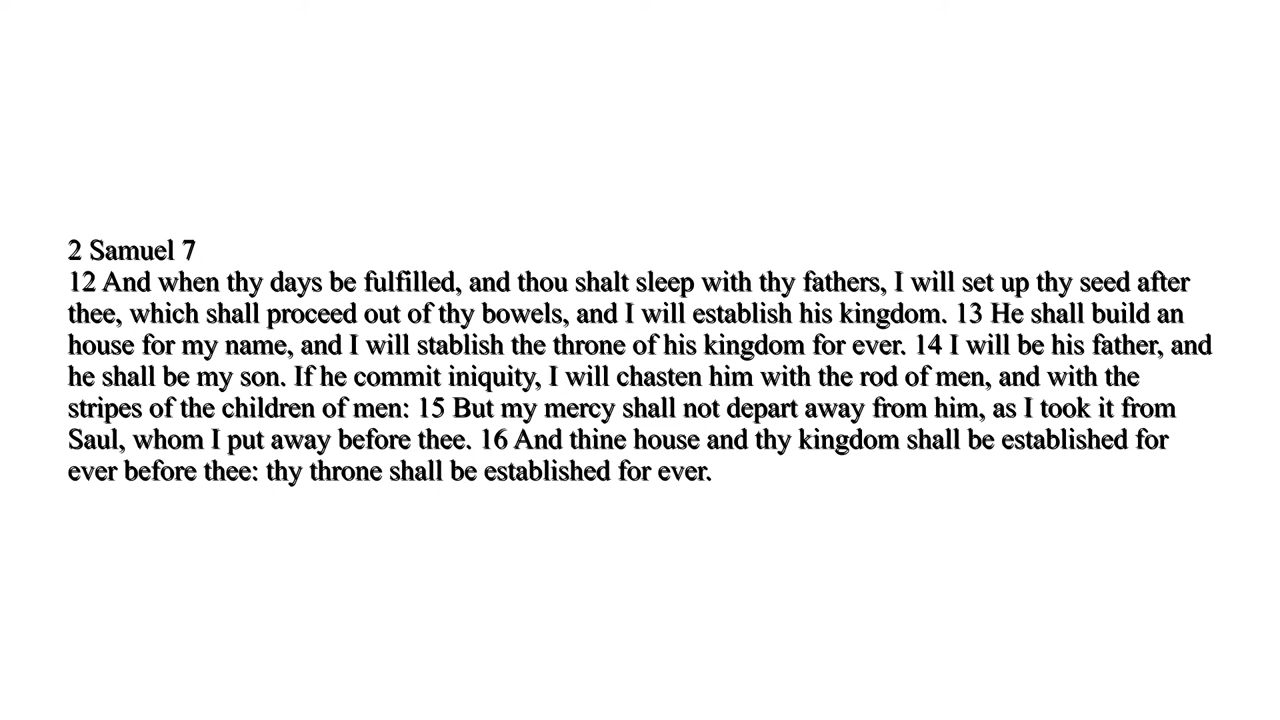 2 Samuel 7
12 And when thy days be fulfilled, and thou shalt sleep with thy fathers, I will set up thy seed after
thee, which shall proceed out of thy bowels, and I will establish his kingdom. 13 He shall build an
house for my name, and I will stablish the throne of his kingdom for ever. 14 I will be his father, and
he shall be my son. If he commit iniquity, I will chasten him with the rod of men, and with the
stripes of the children of men: 15 But my mercy shall not depart away from him, as I took it from
Saul, whom I put away before thee. 16 And thine house and thy kingdom shall be established for
ever before thee: thy throne shall be established for ever.